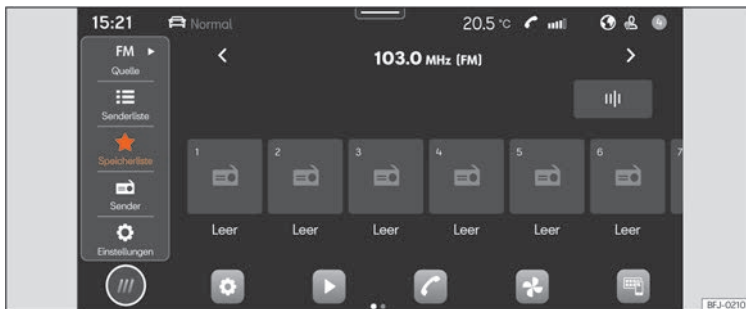 15:21 Normal 20.5 °C 4
FM
Quelle
103.0 MHz (FM)
Senderliste
Speicherliste
1 2 3 4 5 6 7
Sender
Leer Leer Leer Leer Leer Leer
Einstellungen
BFJ-0210